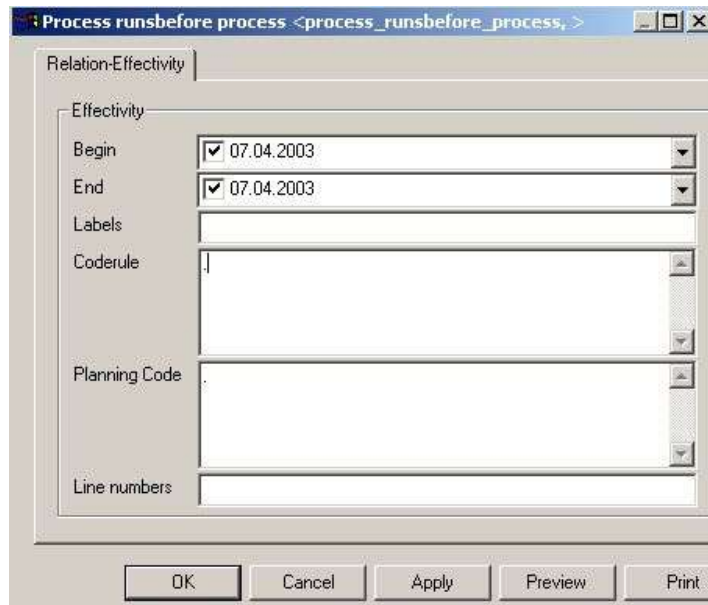 Process runsbefore process <process_runsbefore_process, >
Relation-Effectivity
Effectivity
Begin 07.04.2003
End 07.04.2003
Labels
Coderule .
Planning Code .
Line numbers
OK Cancel Apply Preview Print